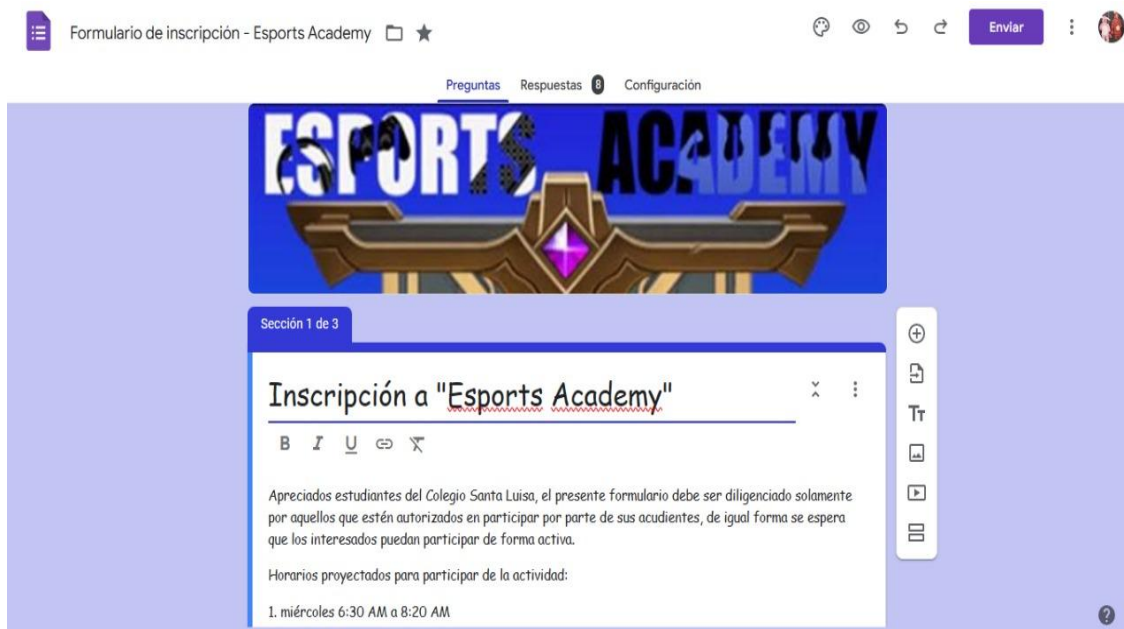 Formulario de inscripción - Esports Academy
Enviar
Preguntas Respuestas 8 Configuración
ESPORTS ACADEMY
Sección 1 de 3
Inscripción a "Esports Academy"
B I U
Tт
Apreciados estudiantes del Colegio Santa Luisa, el presente formulario debe ser diligenciado solamente
por aquellos que estén autorizados en participar por parte de sus acudientes, de igual forma se espera
que los interesados puedan participar de forma activa.
Horarios proyectados para participar de la actividad:
1. miércoles 6:30 AM a 8:20 AM